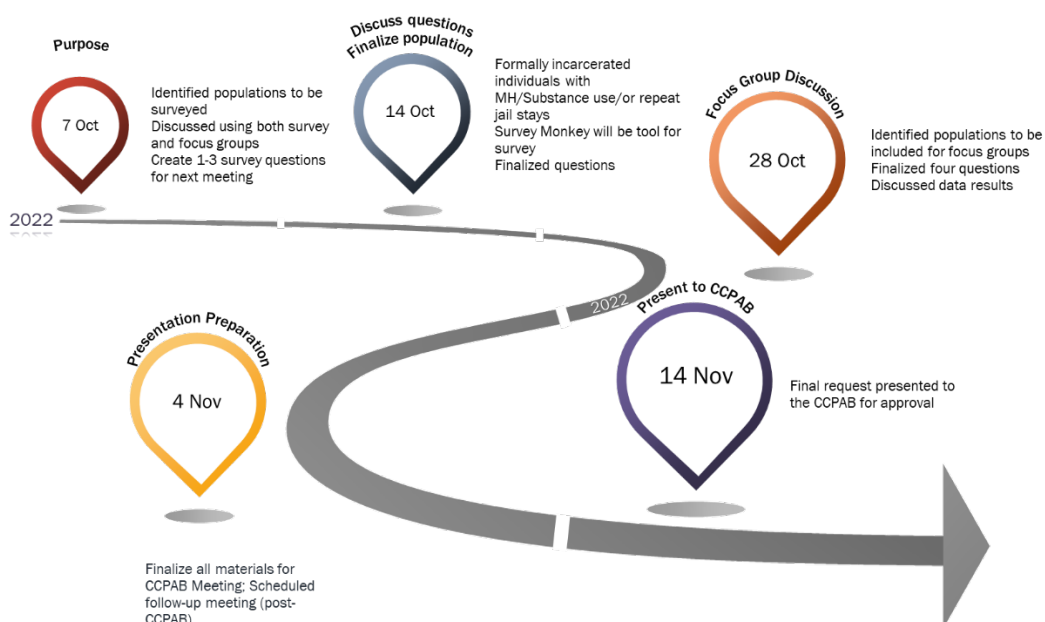 Purpose
7 Oct
Identified populations to be
surveyed
Discussed using both survey
and focus groups
Create 1-3 survey questions
for next meeting
Discuss questions
Finalize population
14 Oct
Formally incarcerated
individuals with
MH/Substance use/or repeat
jail stays
Survey Monkey will be tool for
survey
Finalized questions
Focus Group Discussion
28 Oct
Identified populations to be
included for focus groups
Finalized four questions
Discussed data results
2022
2022
Presentation Preparation
4 Nov
Finalize all materials for
CCPAB Meeting; Scheduled
follow-up meeting (post-
CCPAB)
Present to CCPAB
14 Nov
Final request presented to
the CCPAB for approval